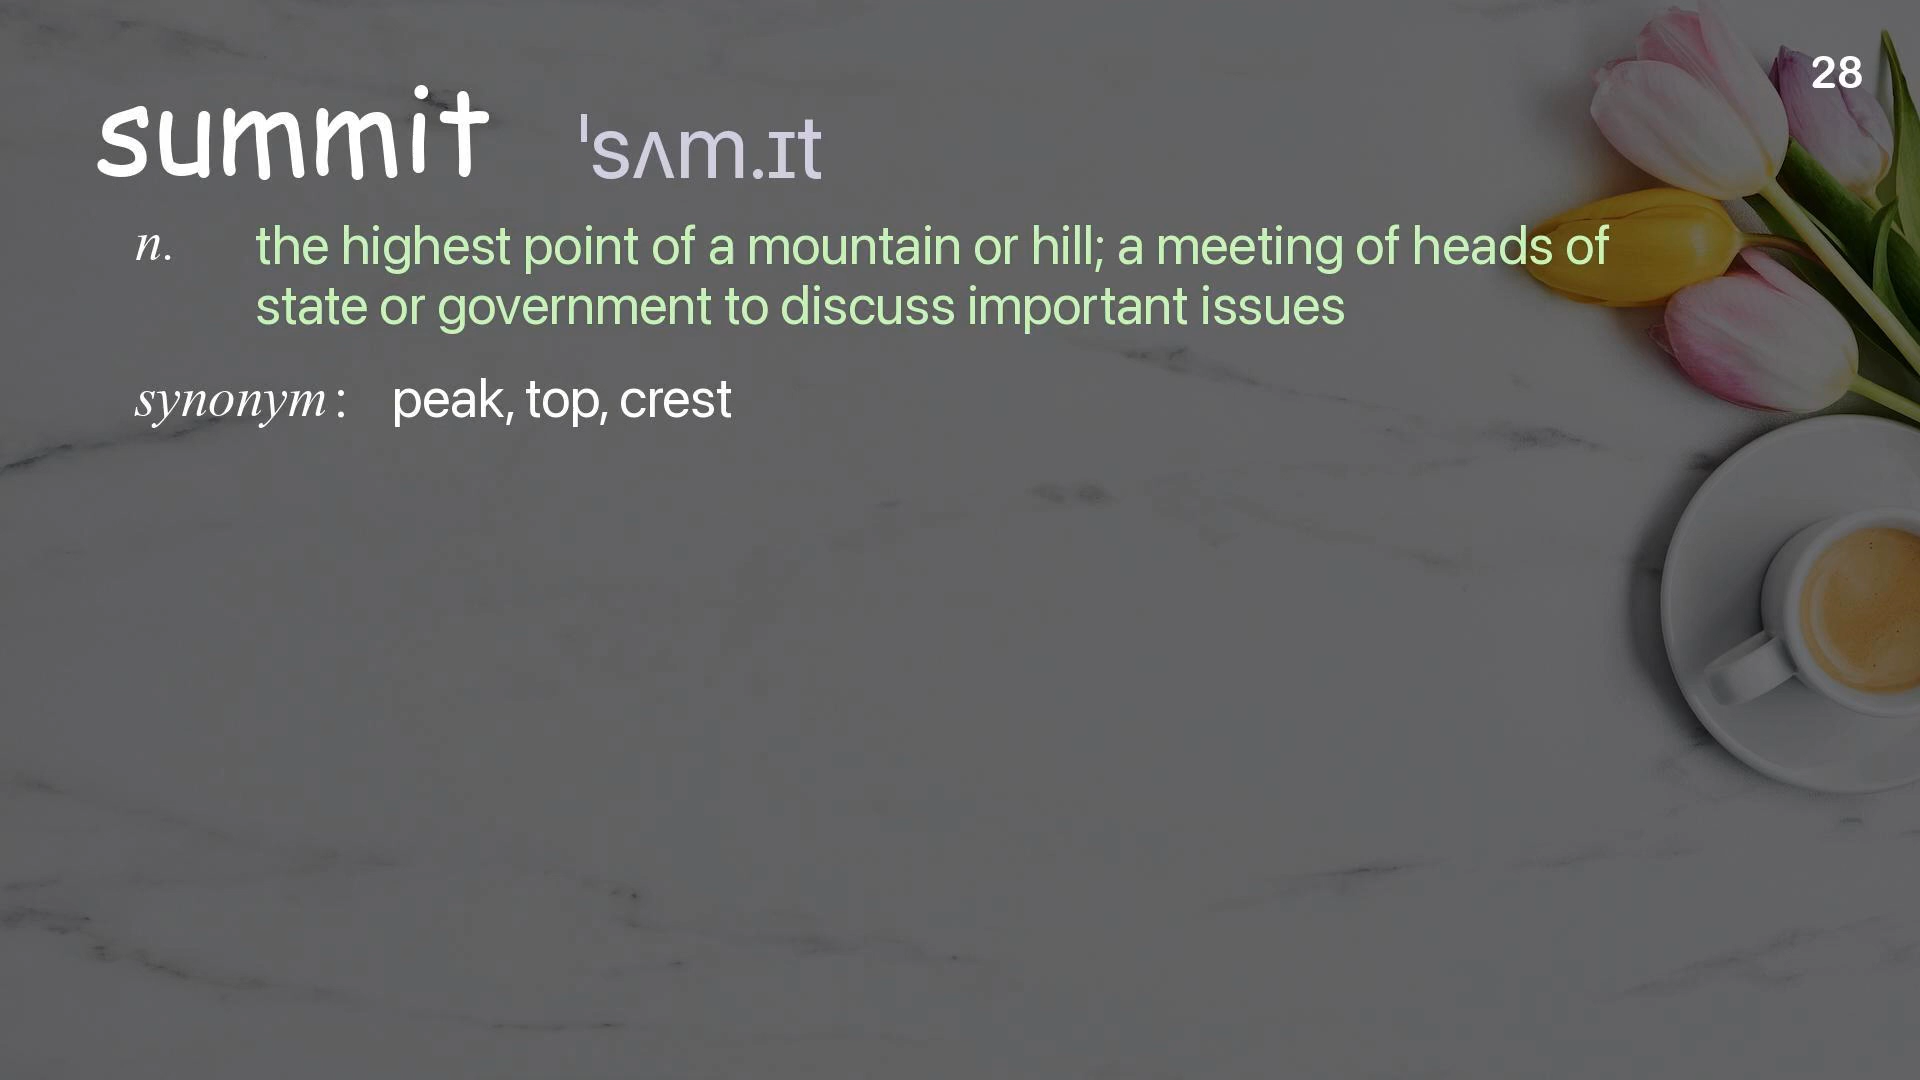 28
summit ˈsʌm.ɪt
n. the highest point of a mountain or hill; a meeting of heads of
state or government to discuss important issues
synonym: peak, top, crest